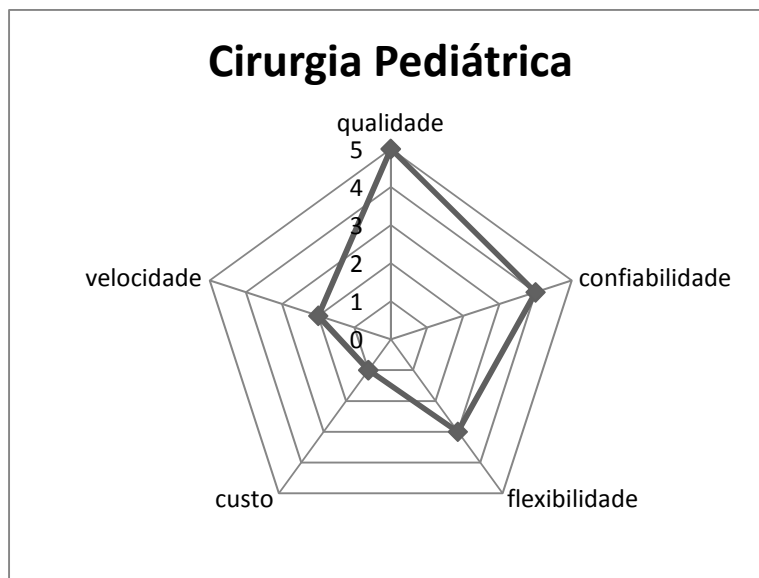 Cirurgia Pediátrica
qualidade
5
4
3
2
1
0
velocidade
confiabilidade
custo
flexibilidade